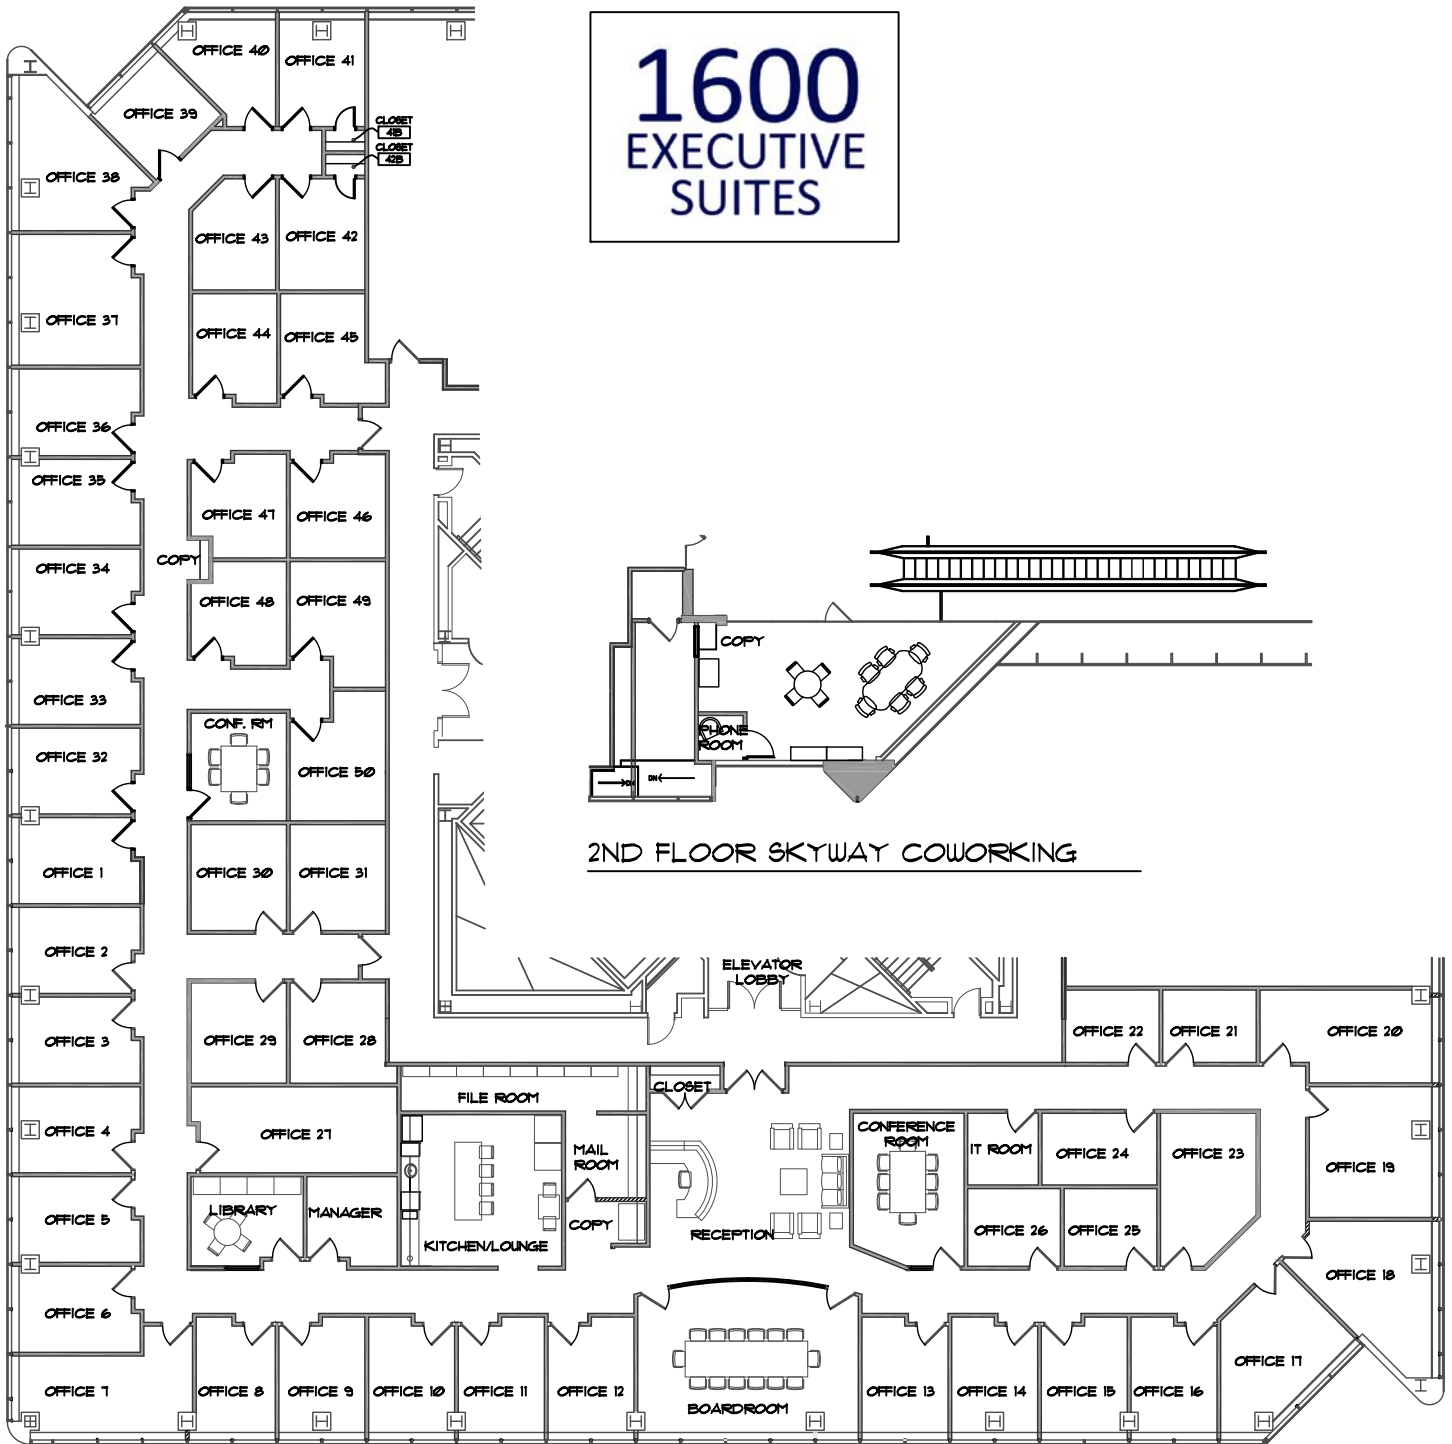 1600
EXECUTIVE
SUITES
OFFICE 40
OFFICE 41
OFFICE 39
CLOSET
41B
CLOSET
42B
OFFICE 38
OFFICE 43
OFFICE 42
OFFICE 37
OFFICE 44
OFFICE 45
OFFICE 36
OFFICE 35
OFFICE 47
OFFICE 46
COPY
OFFICE 34
OFFICE 48
OFFICE 49
OFFICE 33
CONF. RM
OFFICE 32
OFFICE 50
OFFICE 1
OFFICE 30
OFFICE 31
COPY
PHONE
ROOM
DN
DN
2ND FLOOR SKYWAY COWORKING
OFFICE 2
ELEVATOR
LOBBY
OFFICE 3
OFFICE 29
OFFICE 28
OFFICE 22
OFFICE 21
OFFICE 20
FILE ROOM
CLOSET
OFFICE 4
OFFICE 27
MAIL
ROOM
CONFERENCE
ROOM
IT ROOM
OFFICE 24
OFFICE 23
OFFICE 19
OFFICE 5
LIBRARY
MANAGER
KITCHEN/LOUNGE
COPY
RECEPTION
OFFICE 26
OFFICE 25
OFFICE 18
OFFICE 6
OFFICE 7
OFFICE 8
OFFICE 9
OFFICE 10
OFFICE 11
OFFICE 12
BOARDROOM
OFFICE 13
OFFICE 14
OFFICE 15
OFFICE 16
OFFICE 17